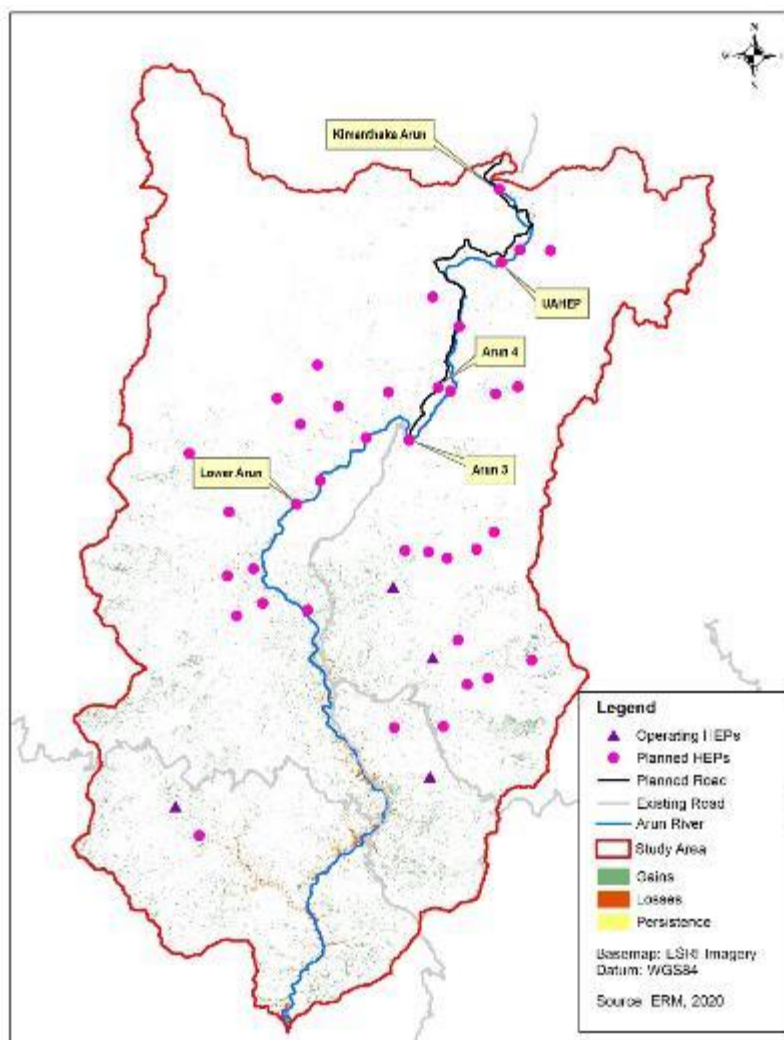 N
W
S
Kimanthaka Arun
UAHEP
Arun 4
Arun 3
Lower Arun
Legend
Operating HEPs
Planned HEPs
Planned Road
Existing Road
Arun River
Study Area
Gains
Losses
Persistence
Basemap: ESRI Imagery
Datum: WGS84
Source ERM, 2020